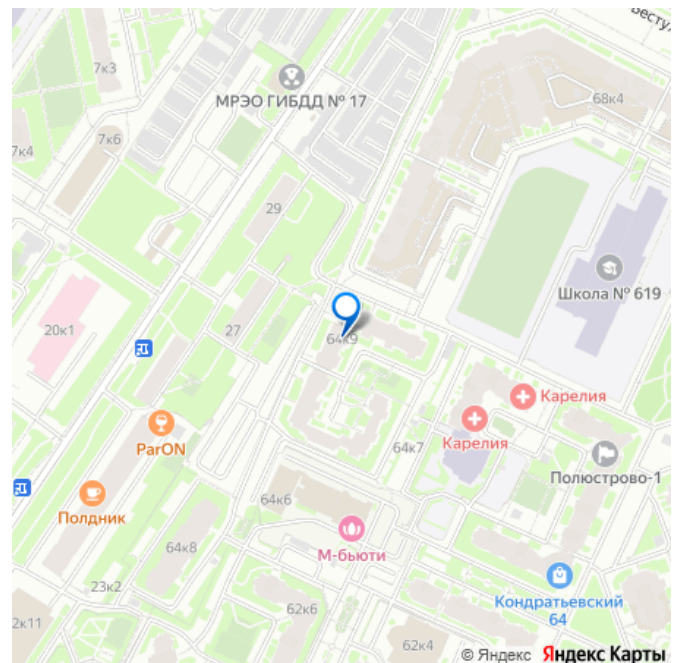 Бесту
7к3
МРЭО ГИБДД № 17
68к4
7к6
7к4
29
Школа № 619
20к1
27
64к9
Карелия
ParON
Карелия
64к7
Полюстрово-1
Полдник
64к6
64к8
М-бьюти
23к2
Кондратьевский
64
2к11
62к6
62к4
© Яндекс Яндекс Карты